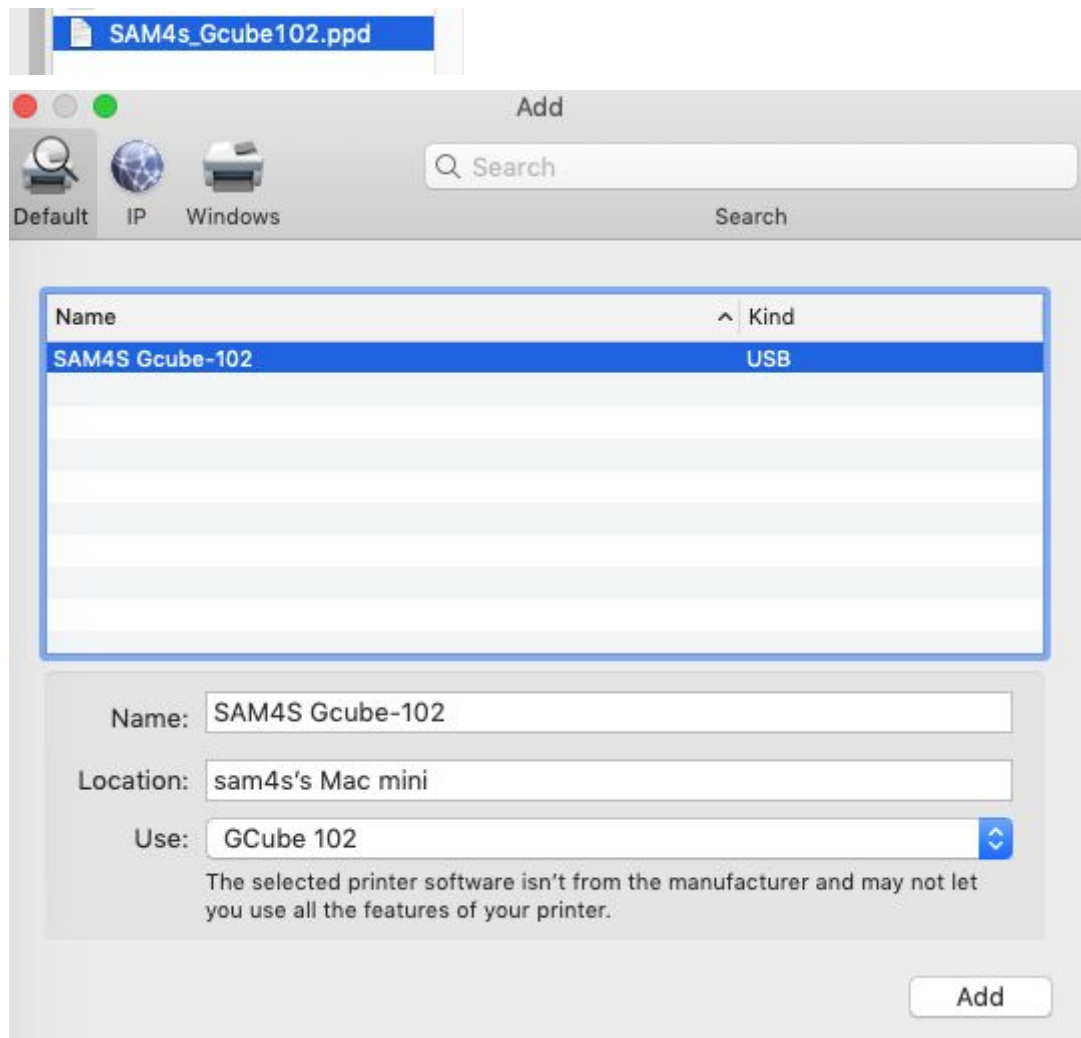 SAM4s_Gcube102.ppd
Add
Search
Default IP Windows Search
Name Kind
SAM4S Gcube-102 USB
Name: SAM4S Gcube-102
Location: sam4s's Mac mini
Use: GCube 102
The selected printer software isn't from the manufacturer and may not let
you use all the features of your printer.
Add